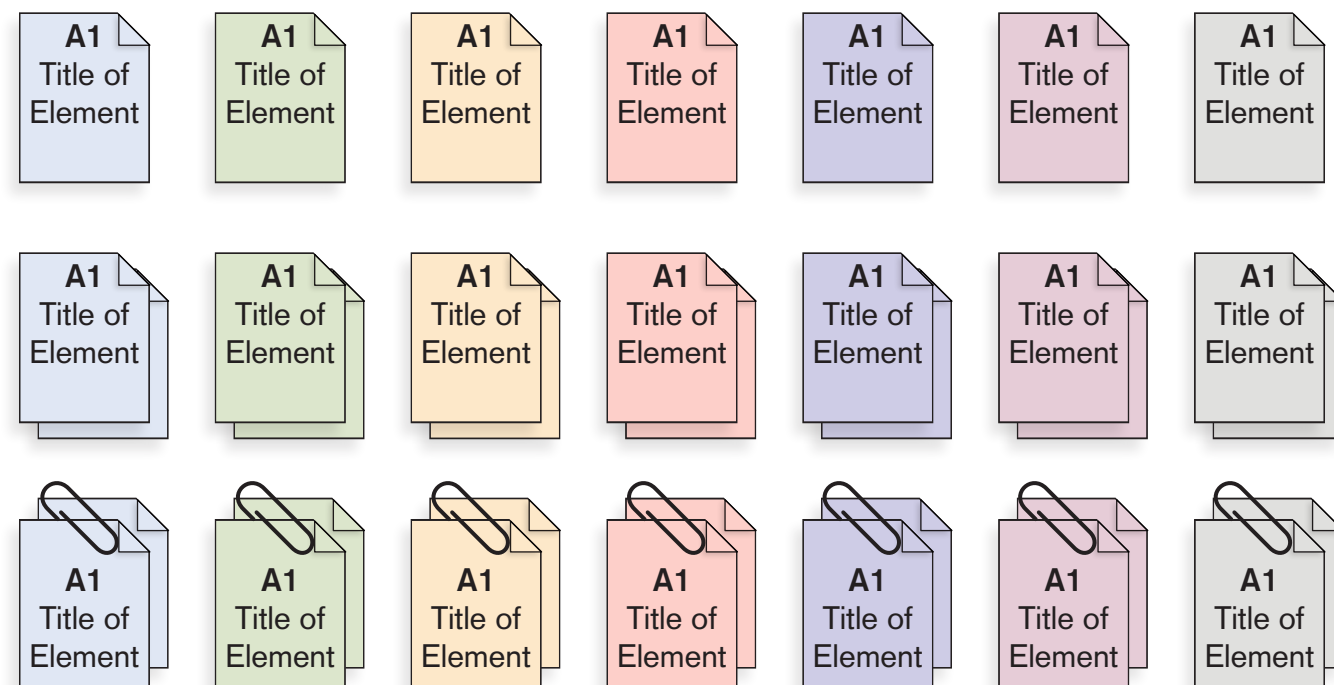 A1 A1 A1 A1 A1 A1 A1
Title of Title of Title of Title of Title of Title of Title of
Element Element Element Element Element Element Element
A1 A1 A1 A1 A1 A1 A1
Title of Title of Title of Title of Title of Title of Title of
Element Element Element Element Element Element Element
A1 A1 A1 A1 A1 A1 A1
Title of Title of Title of Title of Title of Title of Title of
Element Element Element Element Element Element Element